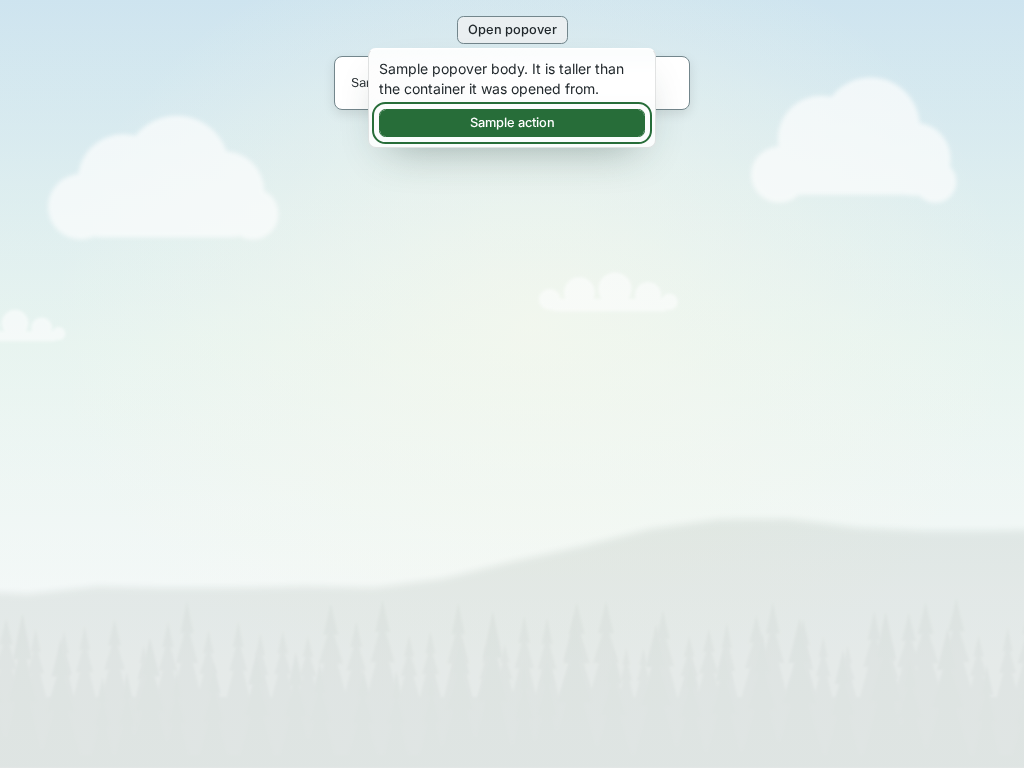 Open popover
Sample popover body. It is taller than
the container it was opened from.
Sample action